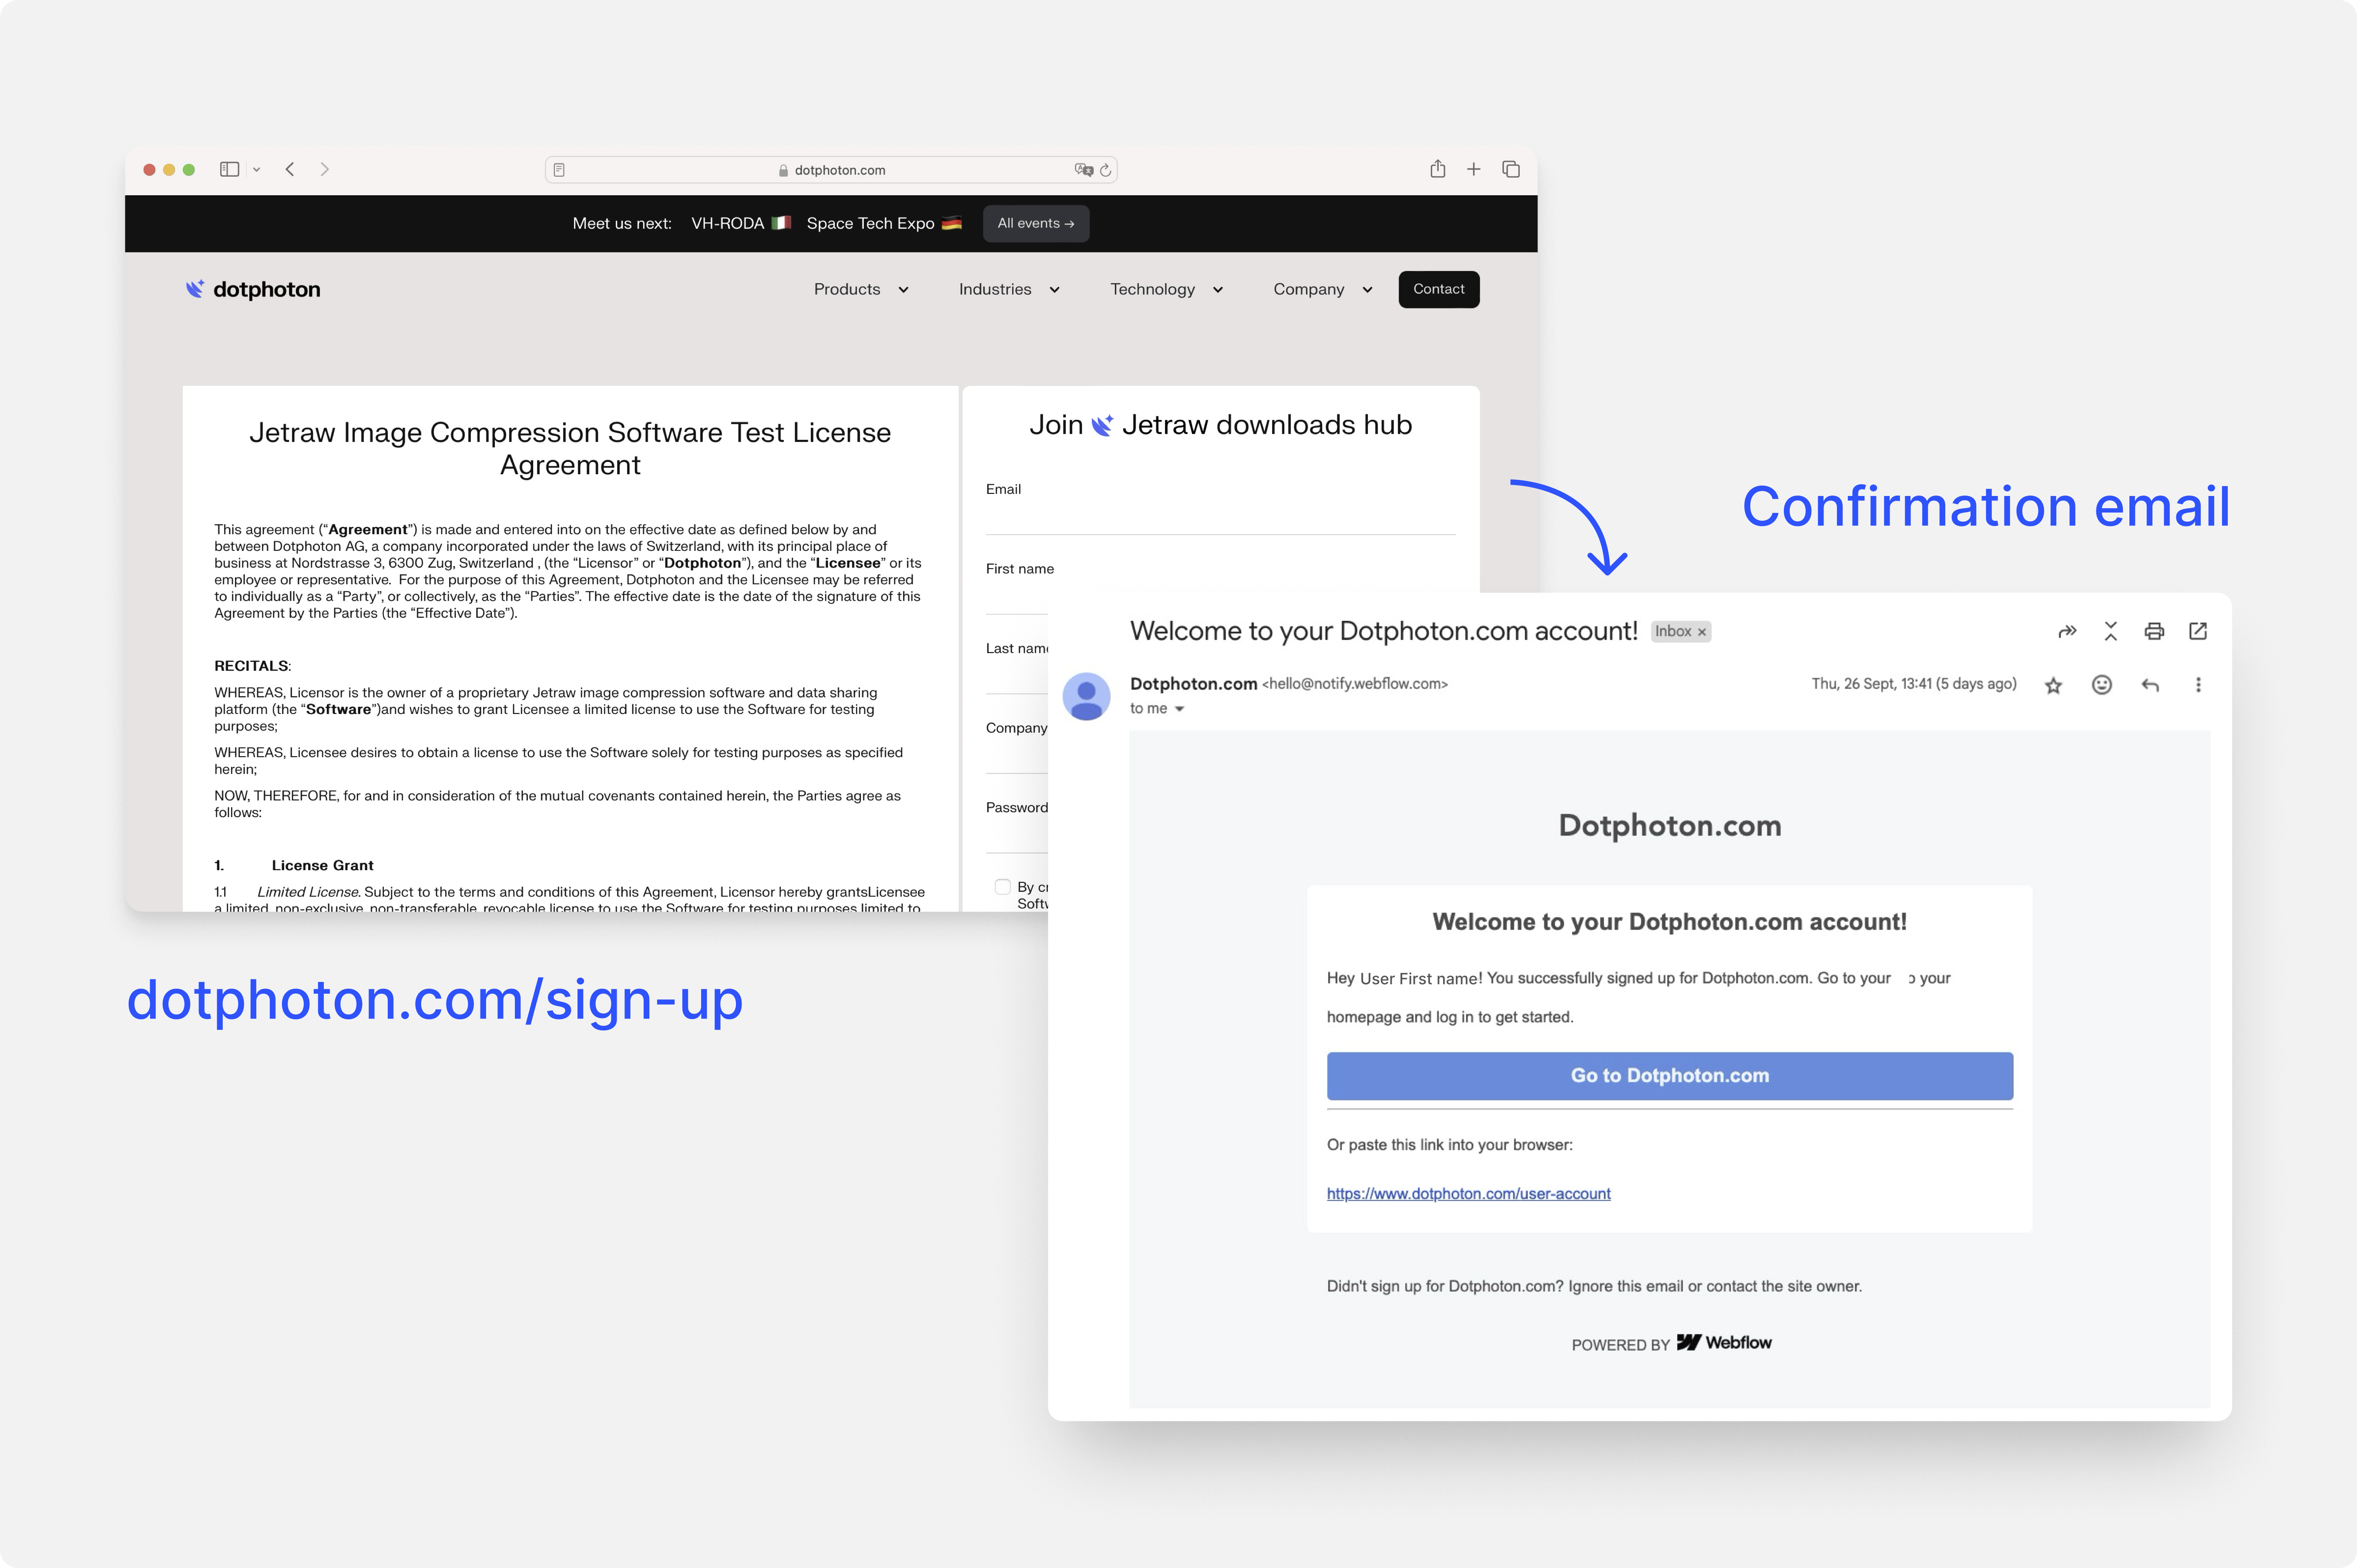 dotphoton.com
Meet us next: VH-RODA Space Tech Expo All events →
dotphoton
Products Industries Technology Company Contact
Jetraw Image Compression Software Test License
Agreement
This agreement (“Agreement”) is made and entered into on the effective date as defined below by and
between Dotphoton AG, a company incorporated under the laws of Switzerland, with its principal place of
business at Nordstrasse 3, 6300 Zug, Switzerland , (the “Licensor” or “Dotphoton”), and the “Licensee” or its
employee or representative. For the purpose of this Agreement, Dotphoton and the Licensee may be referred
to individually as a “Party”, or collectively, as the “Parties”. The effective date is the date of the signature of this
Agreement by the Parties (the “Effective Date”).
RECITALS:
WHEREAS, Licensor is the owner of a proprietary Jetraw image compression software and data sharing
platform (the “Software”)and wishes to grant Licensee a limited license to use the Software for testing
purposes;
WHEREAS, Licensee desires to obtain a license to use the Software solely for testing purposes as specified
herein;
NOW, THEREFORE, for and in consideration of the mutual covenants contained herein, the Parties agree as
follows:
1. License Grant
1.1 Limited License. Subject to the terms and conditions of this Agreement, Licensor hereby grantsLicensee
a limited, non-exclusive, non-transferable, revocable license to use the Software for testing purposes limited to
Join Jetraw downloads hub
Email
First name
Last name
Company
Password
By cr
Softw
dotphoton.com/sign-up
Confirmation email
Welcome to your Dotphoton.com account! Inbox ×
Dotphoton.com <hello@notify.webflow.com> Thu, 26 Sept, 13:41 (5 days ago)
to me
Dotphoton.com
Welcome to your Dotphoton.com account!
Hey User First name! You successfully signed up for Dotphoton.com. Go to your o your
homepage and log in to get started.
Go to Dotphoton.com
Or paste this link into your browser:
https://www.dotphoton.com/user-account
Didn't sign up for Dotphoton.com? Ignore this email or contact the site owner.
POWERED BY Webflow